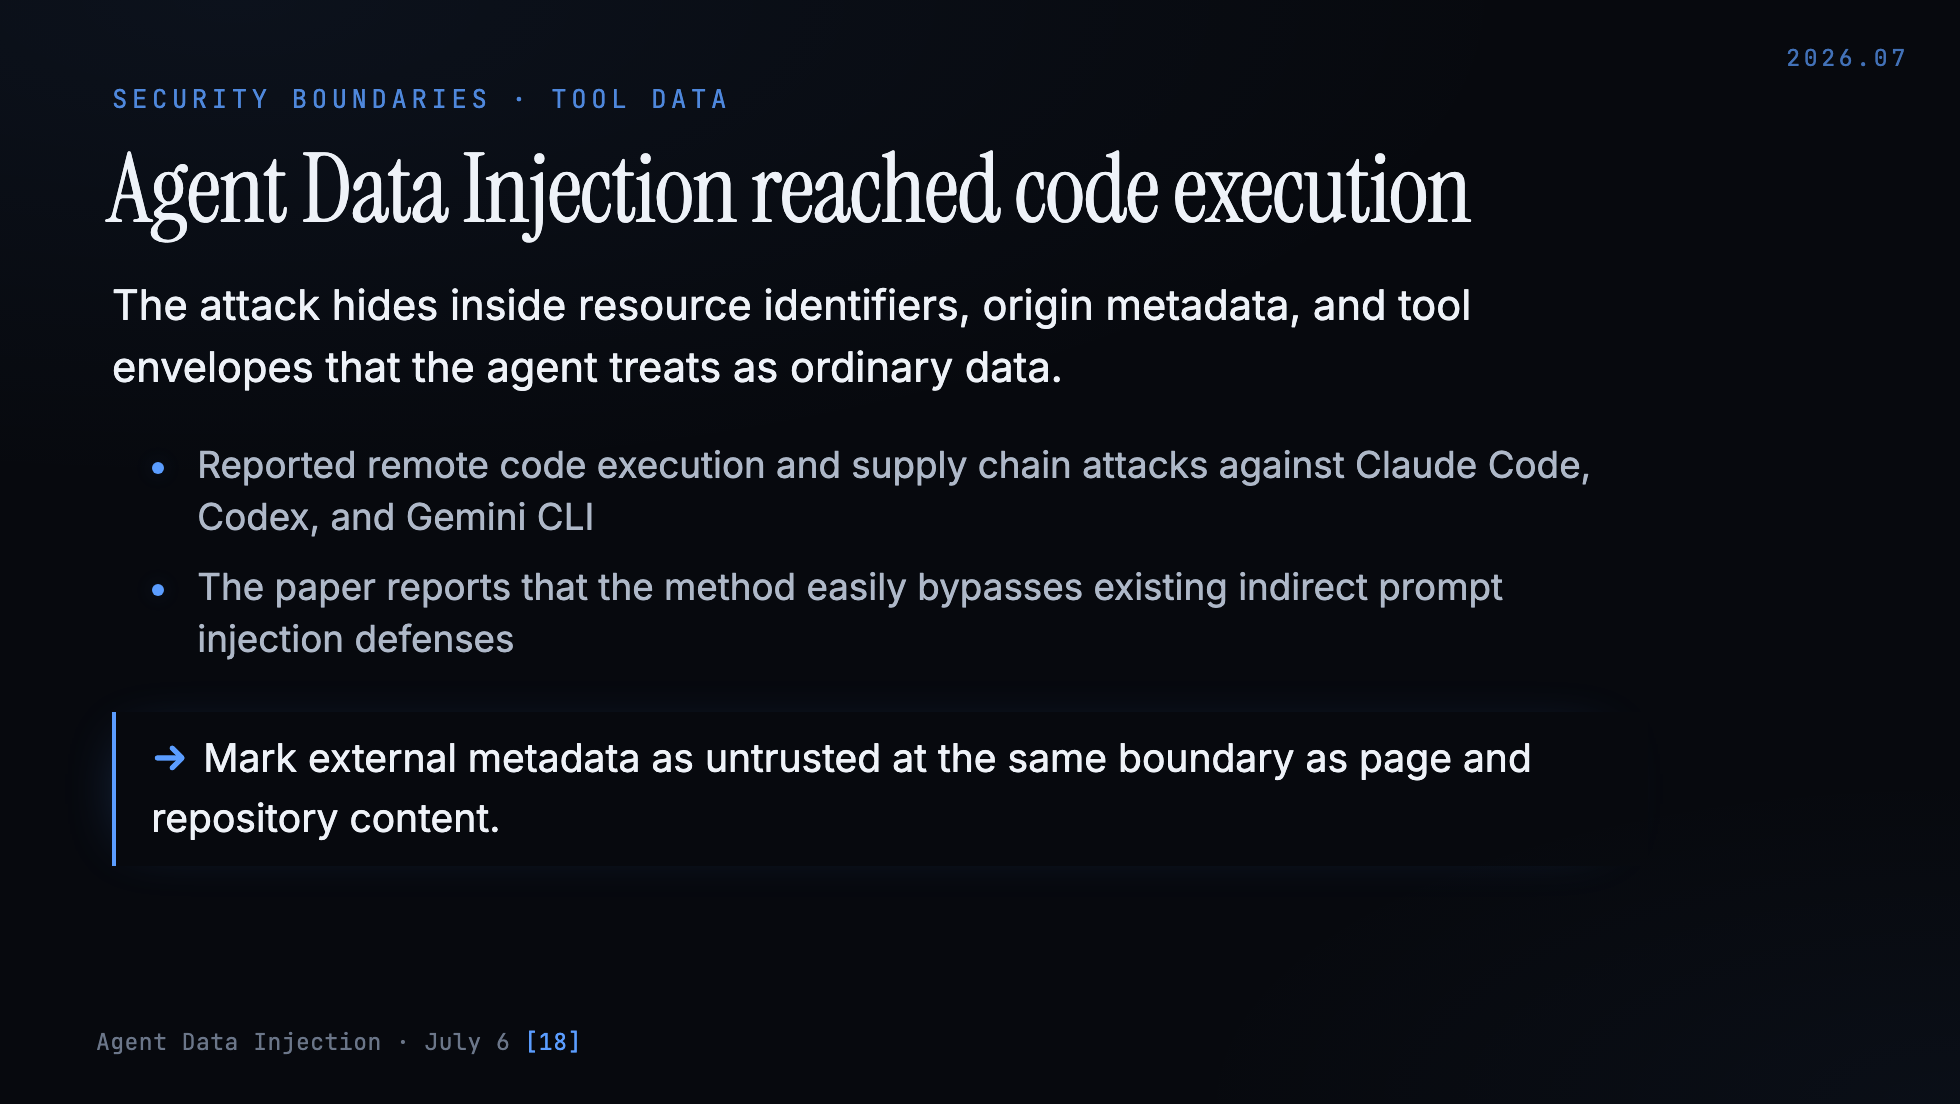 2026.07
SECURITY BOUNDARIES · TOOL DATA
Agent Data Injection reached code execution
The attack hides inside resource identifiers, origin metadata, and tool
envelopes that the agent treats as ordinary data.
• Reported remote code execution and supply chain attacks against Claude Code,
Codex, and Gemini CLI
• The paper reports that the method easily bypasses existing indirect prompt
injection defenses
→ Mark external metadata as untrusted at the same boundary as page and
repository content.
Agent Data Injection · July 6 [18]